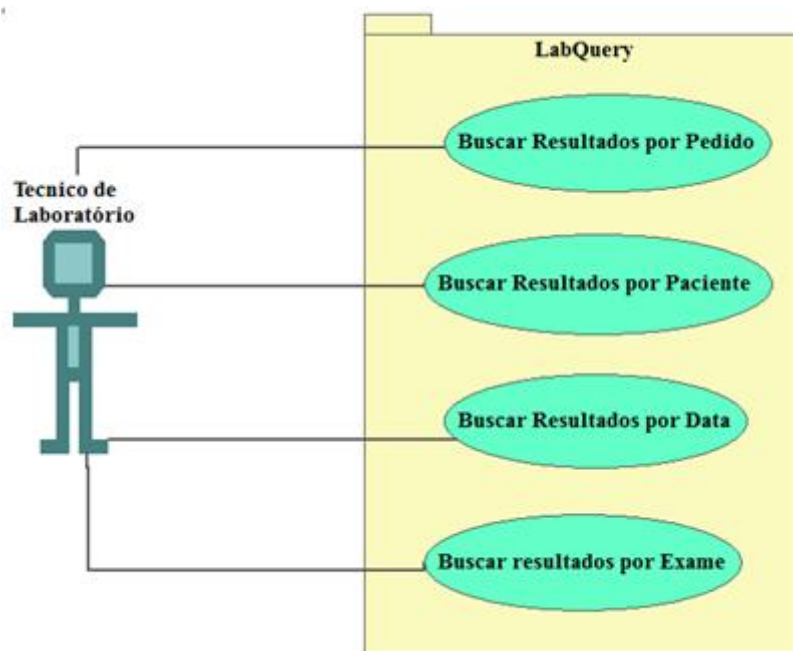 LabQuery
Buscar Resultados por Pedido
Tecnico de
Laboratório
Buscar Resultados por Paciente
Buscar Resultados por Data
Buscar resultados por Exame